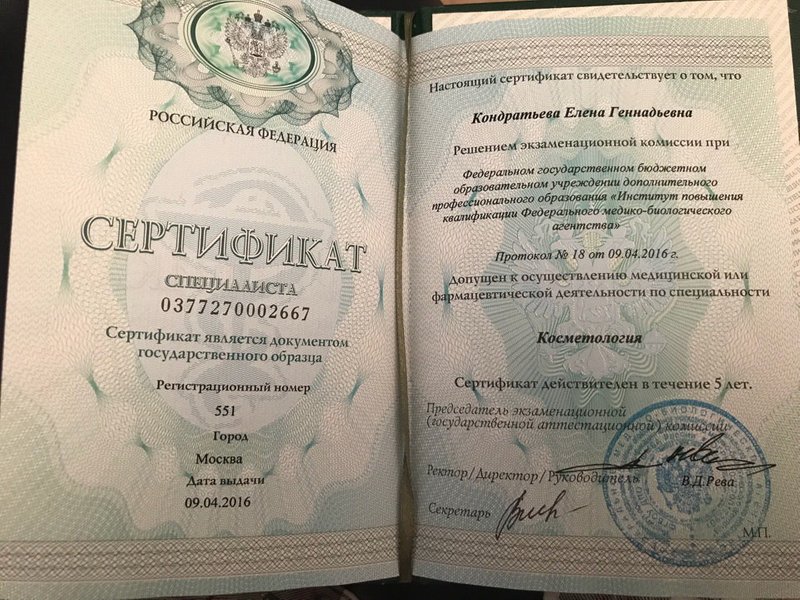 РОССИЙСКАЯ ФЕДЕРАЦИЯ
СЕРТИФИКАТ
СПЕЦИАЛИСТА
0377270002667
Сертификат является документом
государственного образца
Регистрационный номер
551
Город
Москва
Дата выдачи
09.04.2016
Настоящий сертификат свидетельствует о том, что
Кондратьева Елена Геннадьевна
Решением экзаменационной комиссии при
Федеральном государственном бюджетном
образовательном учреждении дополнительного
профессионального образования «Институт повышения
квалификации Федерального медико-биологического
агентства»
Протокол № 18 от 09.04.2016 г.
Допущен к осуществлению медицинской или
фармацевтической деятельности по специальности
Косметология
Сертификат действителен в течение 5 лет.
Председатель экзаменационной
(государственной аттестационной) комиссии
Ректор/Директор/Руководитель
В.Д.Рева
Секретарь
М.П.